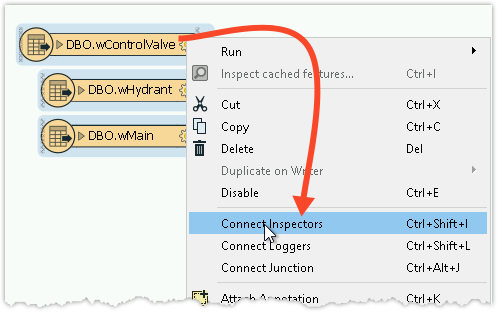 DBO.wControlValve
DBO.wHydrant
DBO.wMain
Run
Inspect cached features... Ctrl+I
Cut Ctrl+X
Copy Ctrl+C
Delete Del
Duplicate on Writer
Disable Ctrl+E
Connect Inspectors Ctrl+Shift+I
Connect Loggers Ctrl+Shift+L
Connect Junction Ctrl+Alt+J
Attach Annotation Ctrl+K